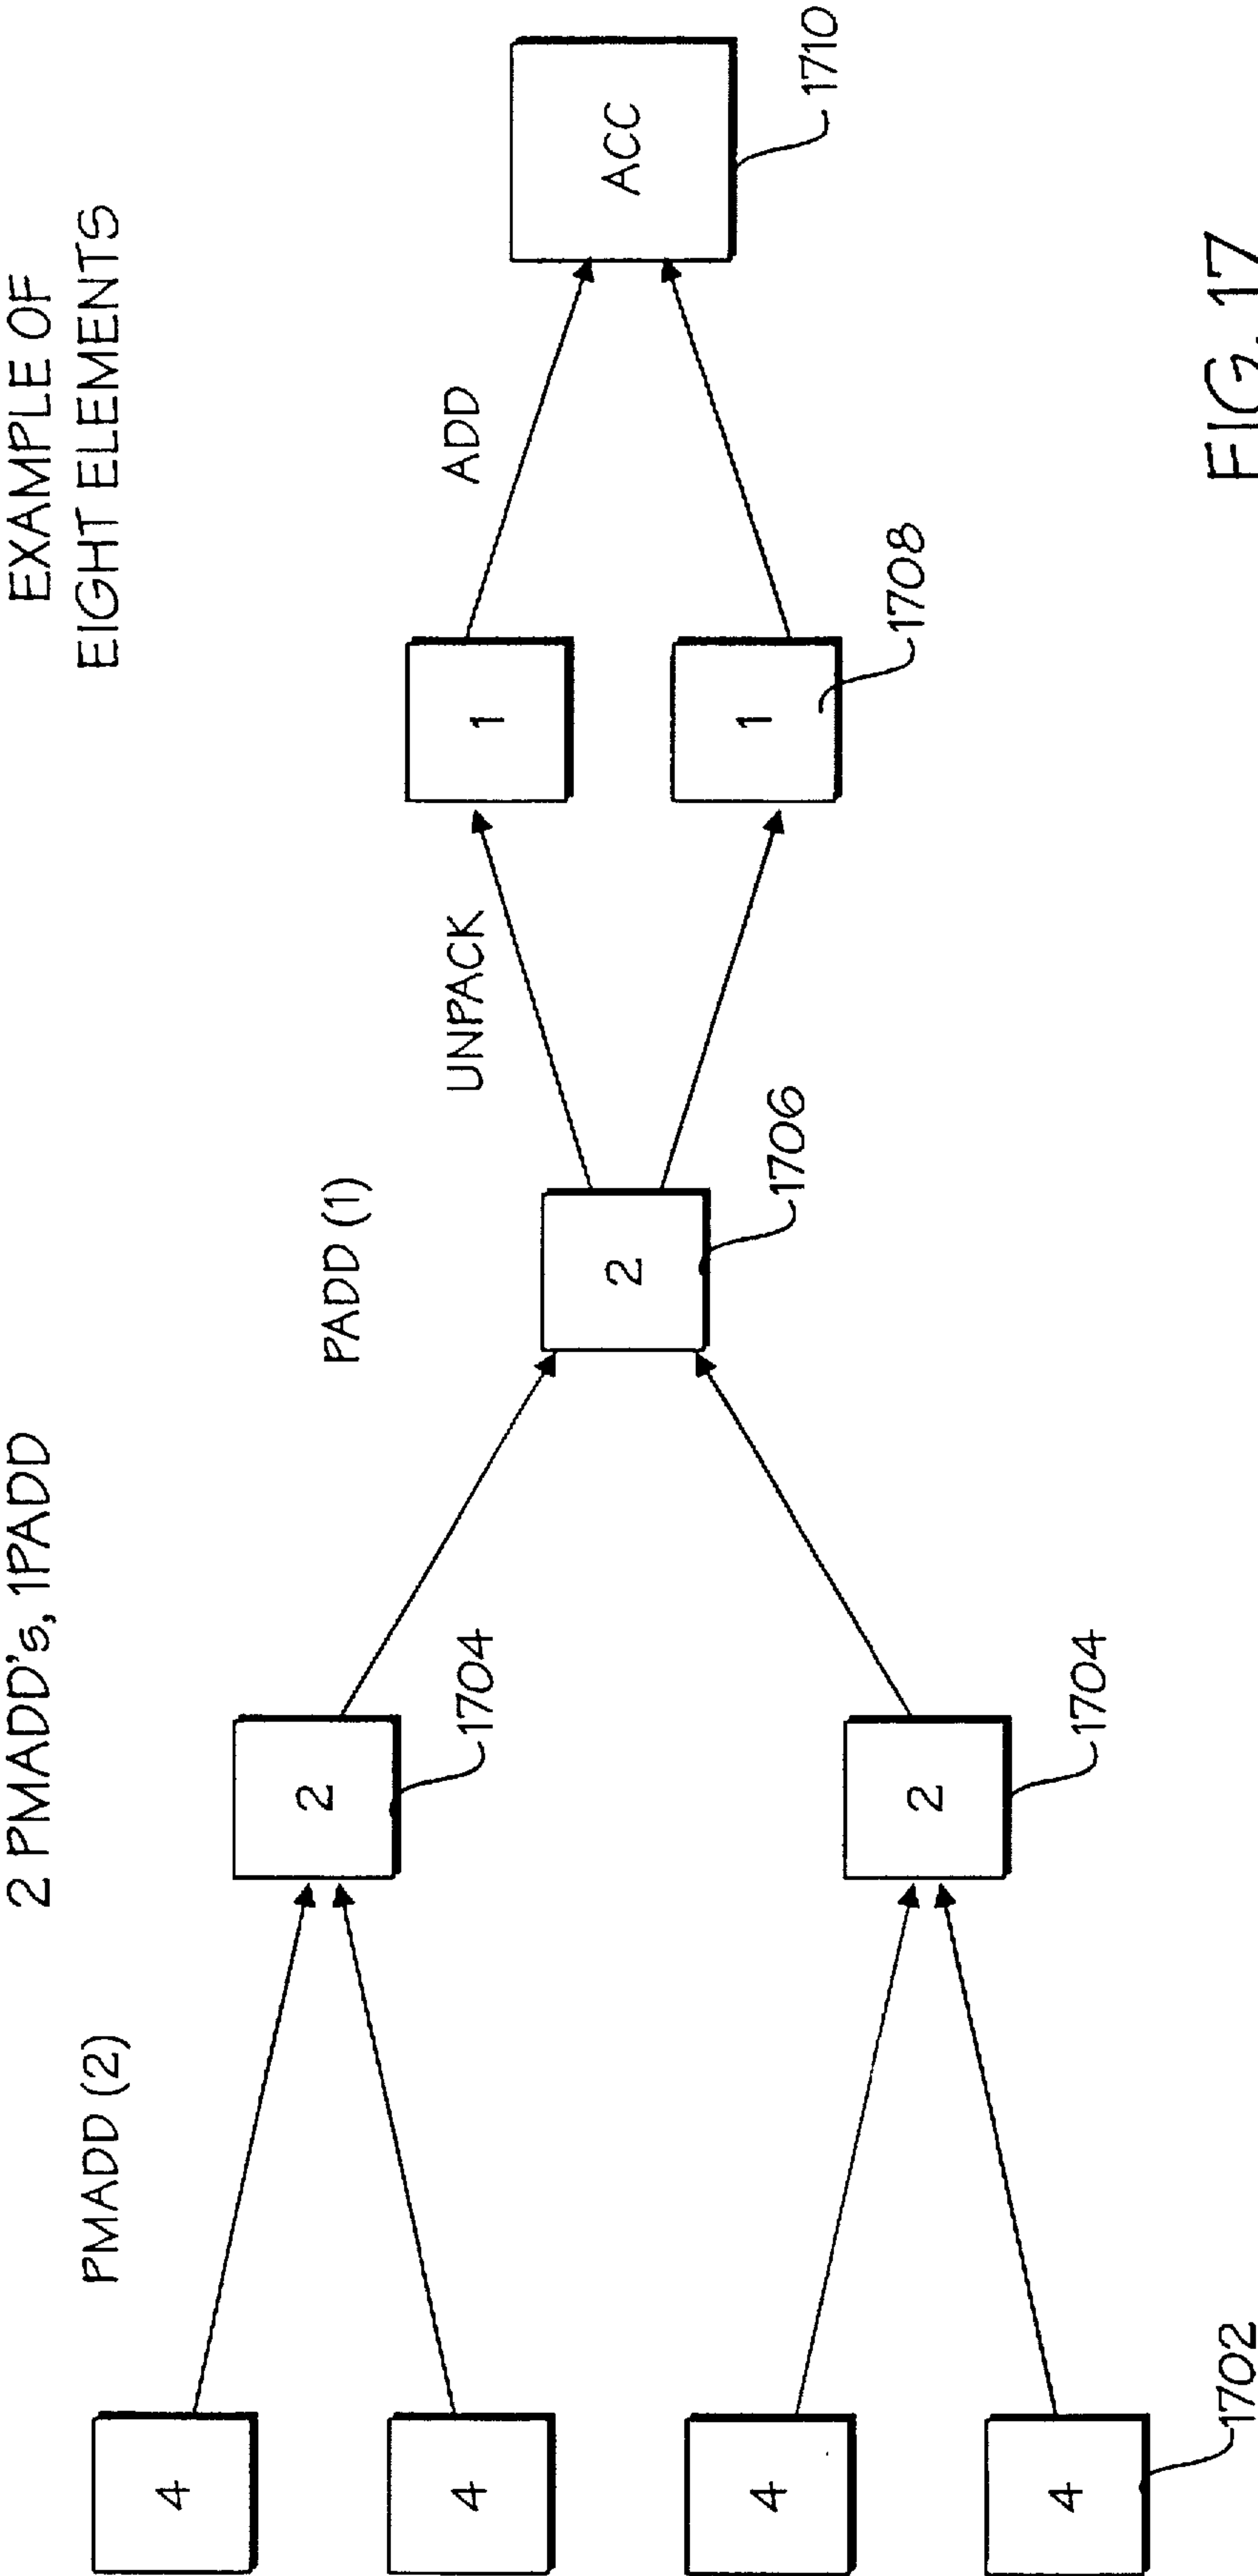 2 PMADD's, 1PADD
EXAMPLE OF
EIGHT ELEMENTS
PMADD (2)
PADD (1)
UNPACK
ADD
4
4
4
4
1702
2
1704
2
1704
2
1706
1
1
1708
ACC
1710
FIG. 17